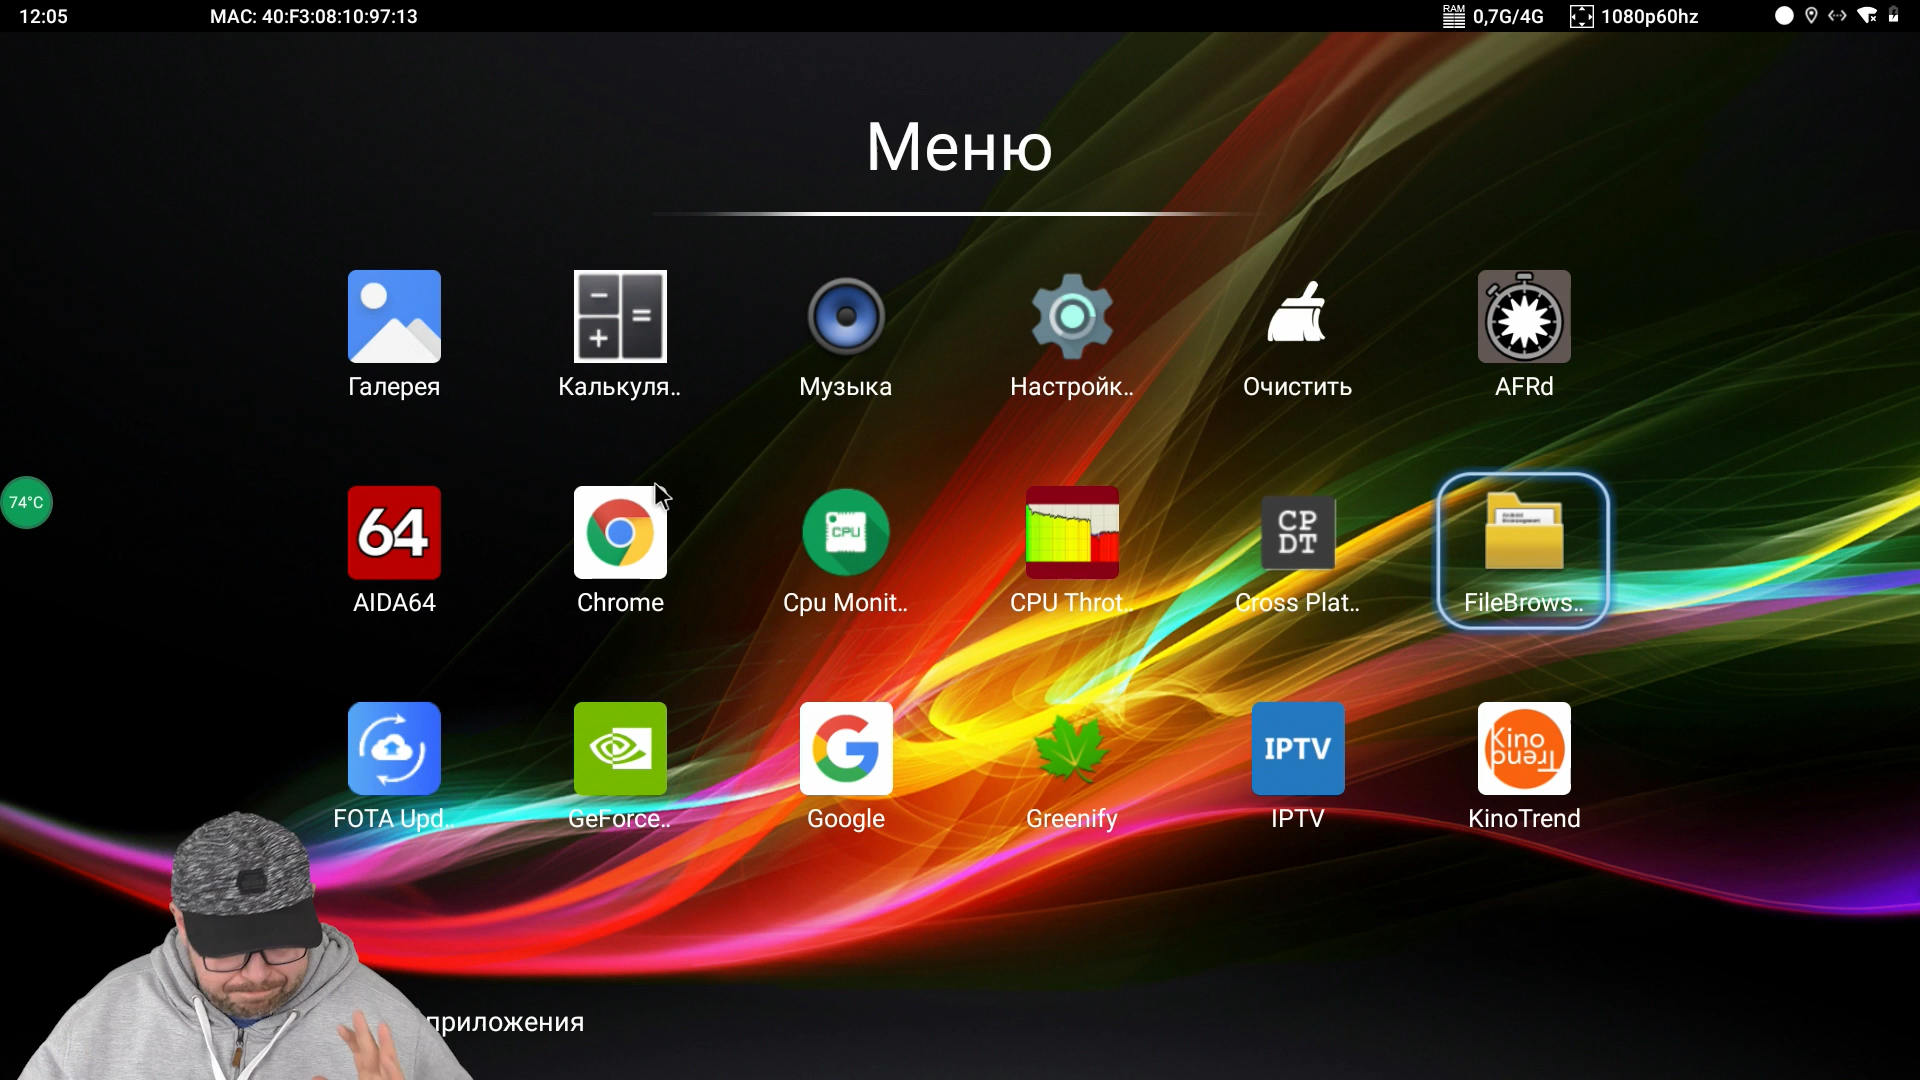 12:05 MAC: 40:F3:08:10:97:13 RAM 0,7G/4G 1080p60hz
Меню
Галерея Калькуля.. Музыка Настройк.. Очистить AFRd
74°C
64 CPU CP
DT
AIDA64 Chrome Cpu Monit.. CPU Throt.. Cross Plat.. FileBrows..
IPTV Kino
Trend
FOTA Upd.. GeForce.. Google Greenify IPTV KinoTrend
приложения